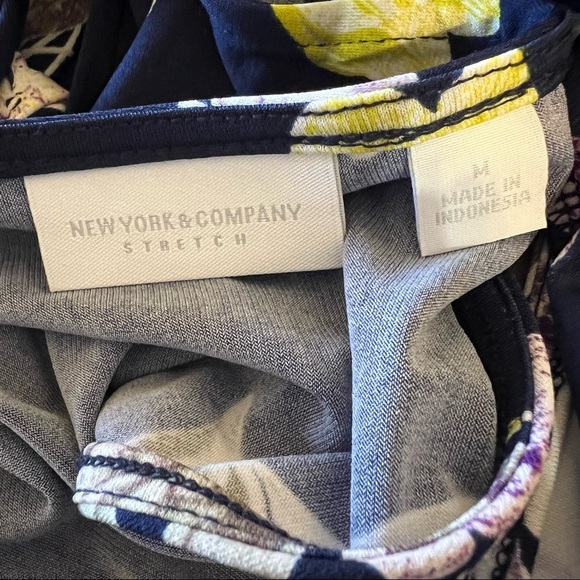 NEW YORK & COMPANY
STRETCH
M
MADE IN
INDONESIA